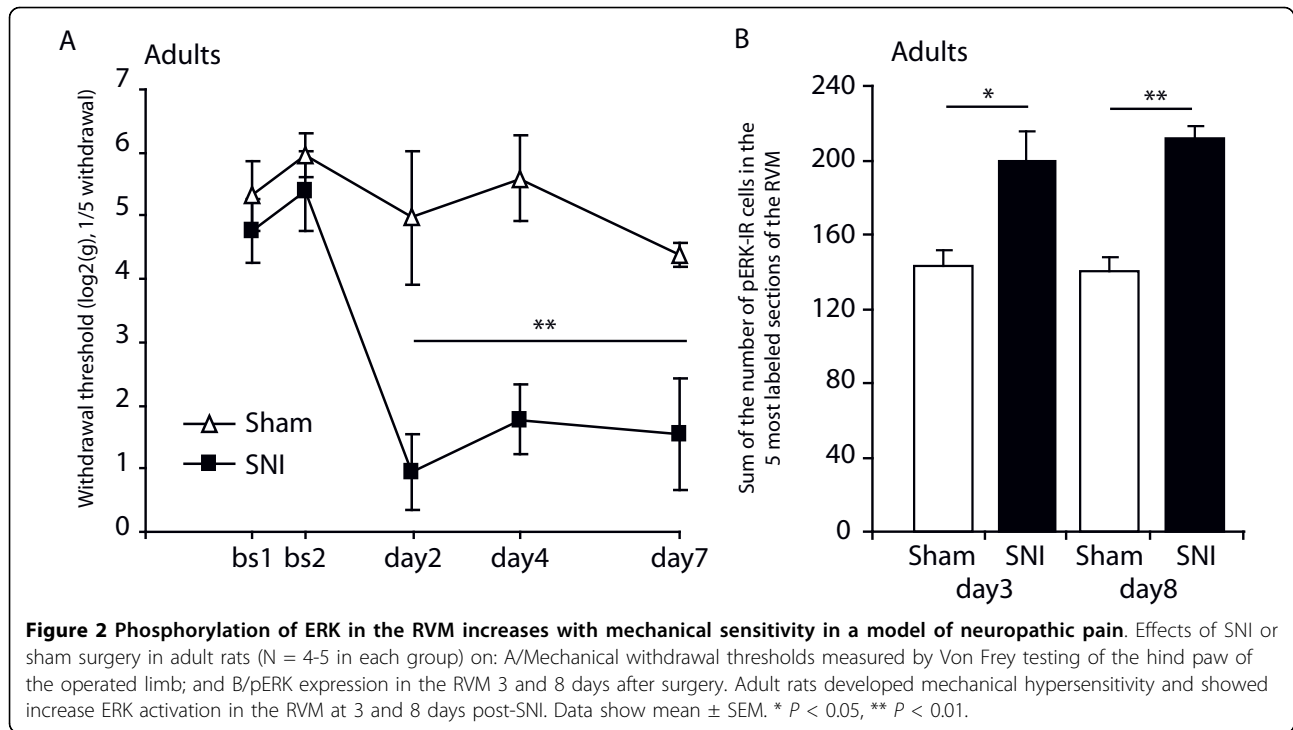 A
Adults
Withdrawal threshold (log2(g), 1/5 withdrawal)
7
6
5
4
3
2
1
0
**
Sham
SNI
bs1 bs2 day2 day4 day7
B
Adults
Sum of the number of pERK-IR cells in the
5 most labeled sections of the RVM
240
200
160
120
80
40
0
* **
Sham SNI Sham SNI
day3 day8
Figure 2 Phosphorylation of ERK in the RVM increases with mechanical sensitivity in a model of neuropathic pain. Effects of SNI or
sham surgery in adult rats (N = 4-5 in each group) on: A/Mechanical withdrawal thresholds measured by Von Frey testing of the hind paw of
the operated limb; and B/pERK expression in the RVM 3 and 8 days after surgery. Adult rats developed mechanical hypersensitivity and showed
increase ERK activation in the RVM at 3 and 8 days post-SNI. Data show mean ± SEM. * P < 0.05, ** P < 0.01.